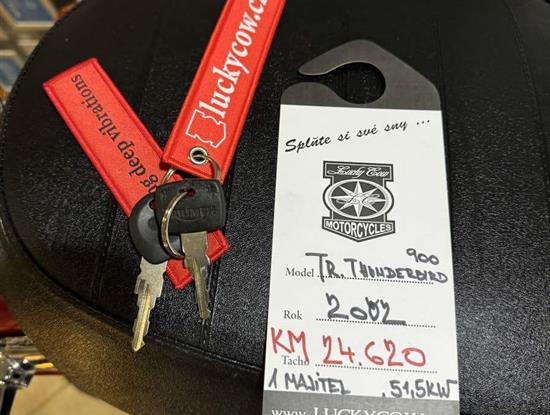 luckycow.cz
ng deep vibrations
Splňte si své sny ...
Lucky Cow
MOTORCYCLES
900
Model TR. THUNDERBIRD
Rok 2002
KM 24.620
Tacho
1 MAJITEL . 51,5KW
www.LUCKYCOW